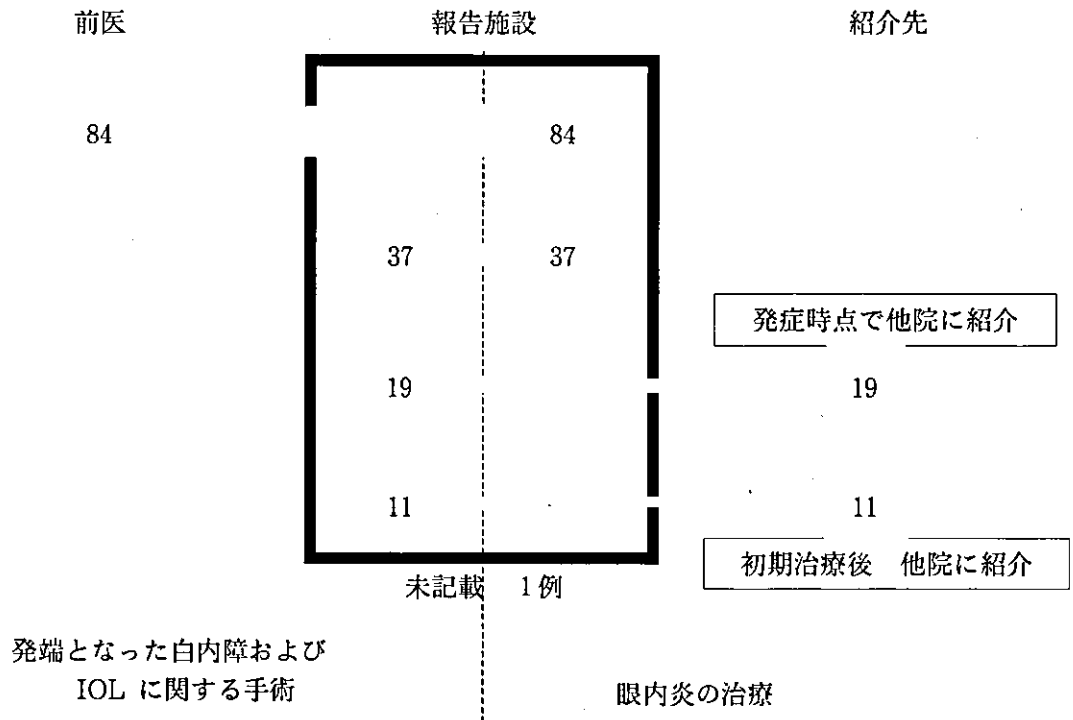 前医 報告施設 紹介先
84 84
37 37
発症時点で他院に紹介
19 19
11 11
初期治療後 他院に紹介
未記載 1例
発端となった白内障および
IOL に関する手術
眼内炎の治療